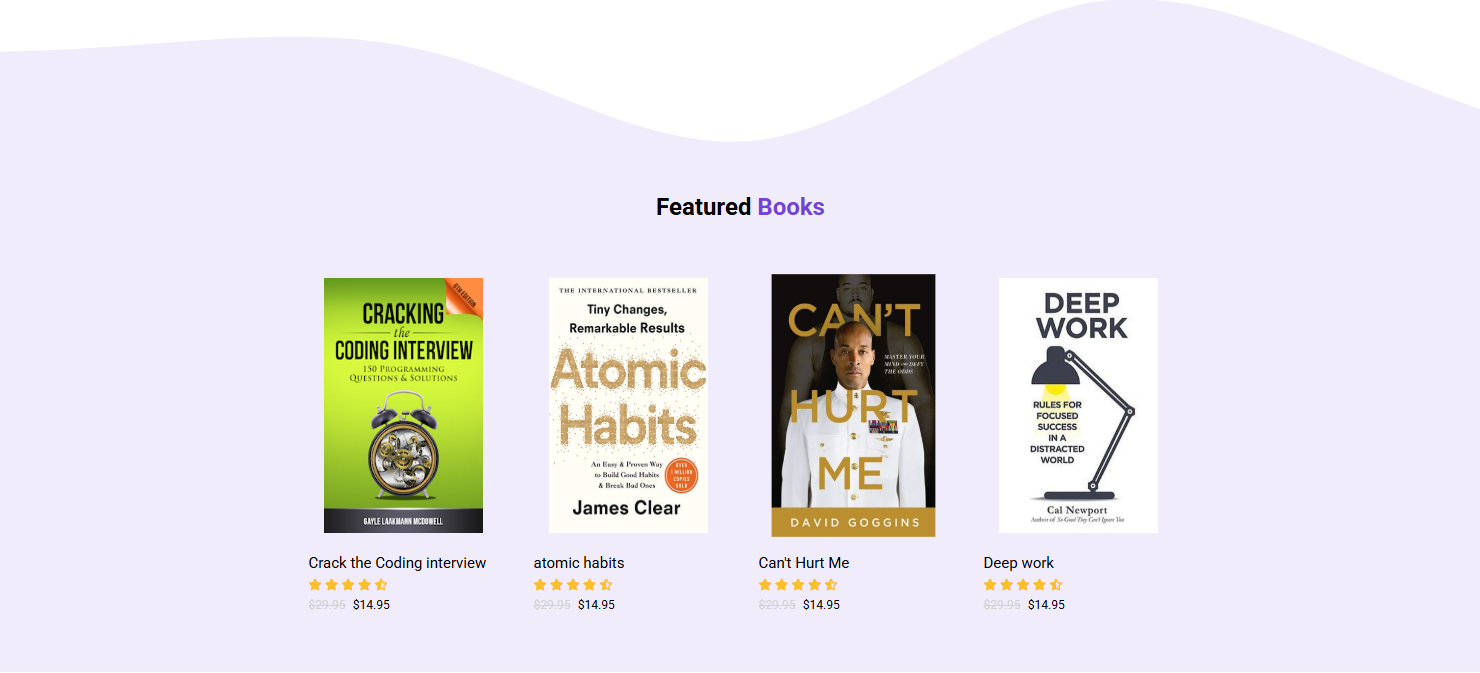 Featured Books
6TH EDITION
CRACKING
the
CODING INTERVIEW
150 PROGRAMMING
QUESTIONS & SOLUTIONS
GAYLE LAAKMANN MCDOWELL
THE INTERNATIONAL BESTSELLER
Tiny Changes,
Remarkable Results
Atomic
Habits
An Easy & Proven Way
to Build Good Habits
& Break Bad Ones
OVER
1 MILLION
COPIES
SOLD
James Clear
CAN'T
MASTER YOUR
MIND AND DEFY
THE ODDS
HURT
ME
DAVID GOGGINS
DEEP
WORK
RULES FOR
FOCUSED
SUCCESS
IN A
DISTRACTED
WORLD
Cal Newport
Author of So Good They Can't Ignore You
Crack the Coding interview
$29.95 $14.95
atomic habits
$29.95 $14.95
Can't Hurt Me
$29.95 $14.95
Deep work
$29.95 $14.95